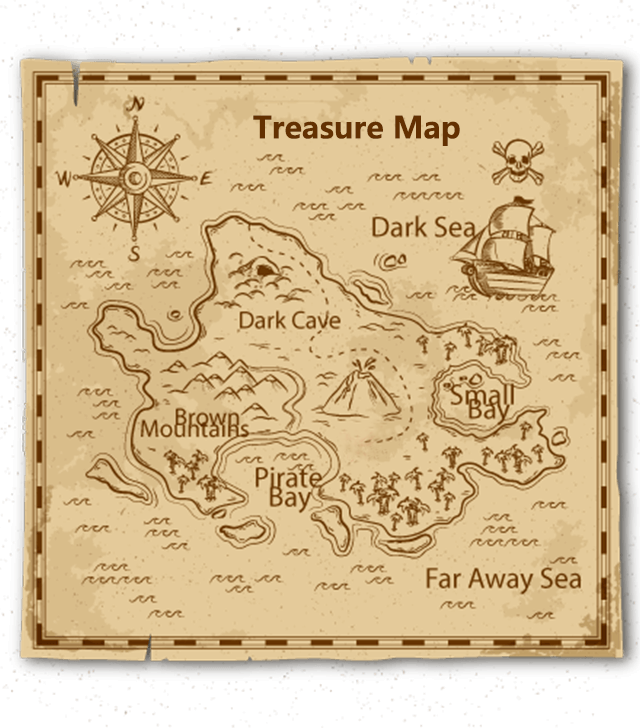 N
Treasure Map
W E
S
Dark Sea
Dark Cave
Small
Bay
Brown
Mountains
Pirate
Bay
Far Away Sea